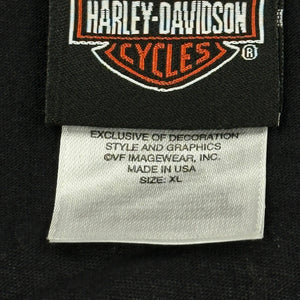 HARLEY-DAVIDSON
CYCLES ®
EXCLUSIVE OF DECORATION
STYLE AND GRAPHICS
©VF IMAGEWEAR, INC.
MADE IN USA
SIZE: XL